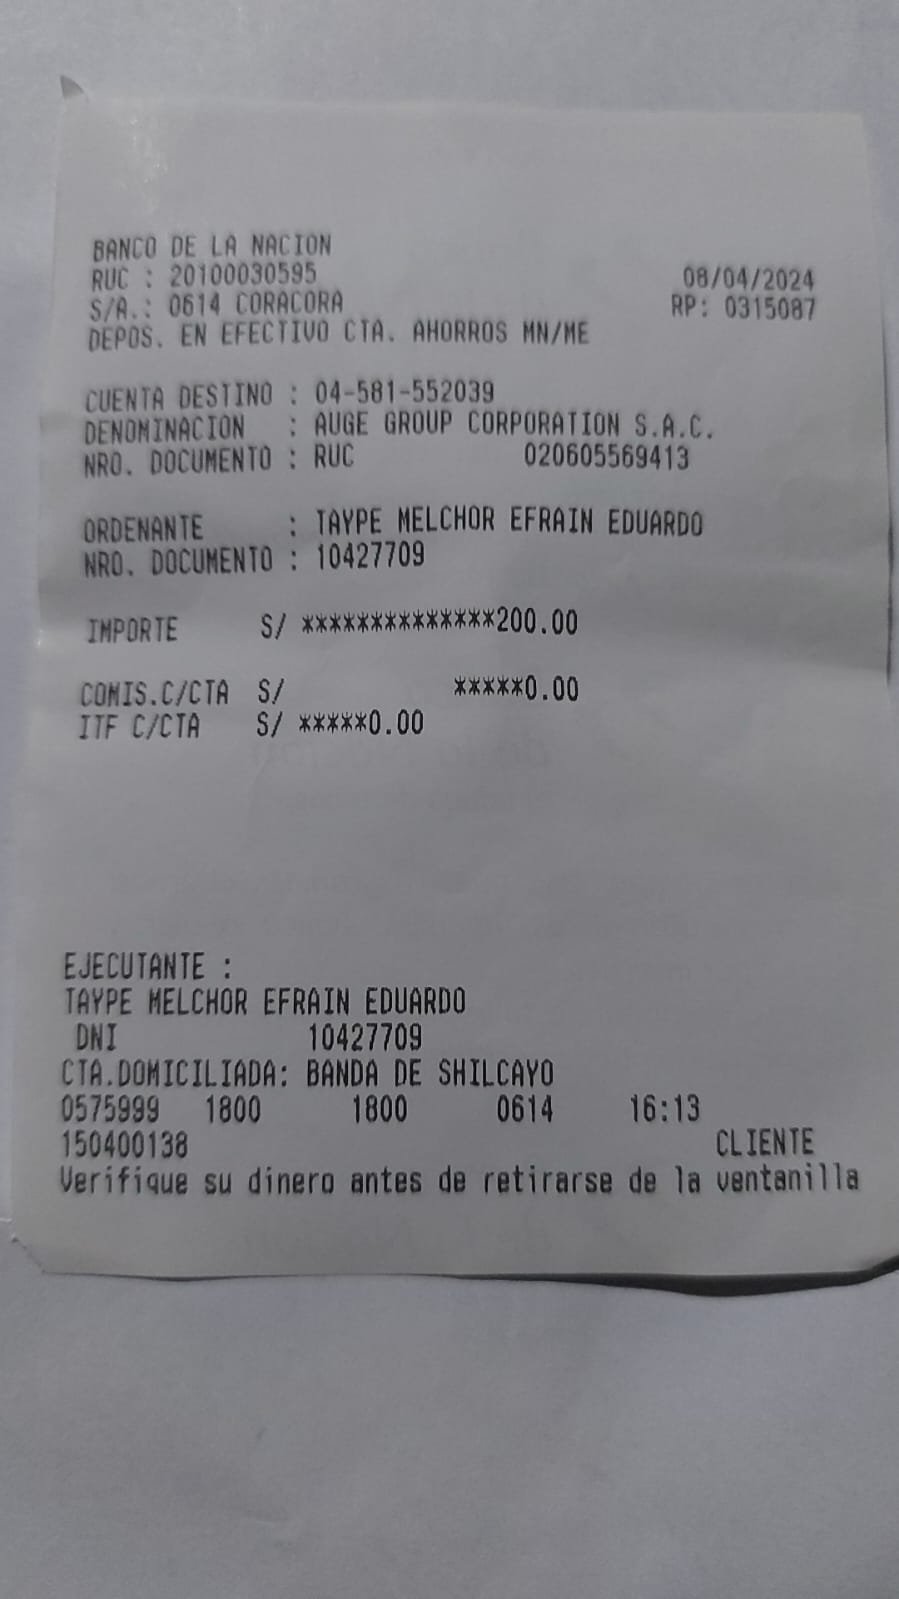 BANCO DE LA NACION
RUC : 20100030595 08/04/2024
S/A.: 0614 CORACORA RP: 0315087
DEPOS. EN EFECTIVO CTA. AHORROS MN/ME
CUENTA DESTINO : 04-581-552039
DENOMINACION : AUGE GROUP CORPORATION S.A.C.
NRO. DOCUMENTO : RUC 020605569413
ORDENANTE : TAYPE MELCHOR EFRAIN EDUARDO
NRO. DOCUMENTO : 10427709
IMPORTE S/ **************200.00
COMIS.C/CTA S/ *****0.00
ITF C/CTA S/ *****0.00
EJECUTANTE :
TAYPE MELCHOR EFRAIN EDUARDO
DNI 10427709
CTA.DOMICILIADA: BANDA DE SHILCAYO
0575999 1800 1800 0614 16:13
150400138 CLIENTE
Verifique su dinero antes de retirarse de la ventanilla